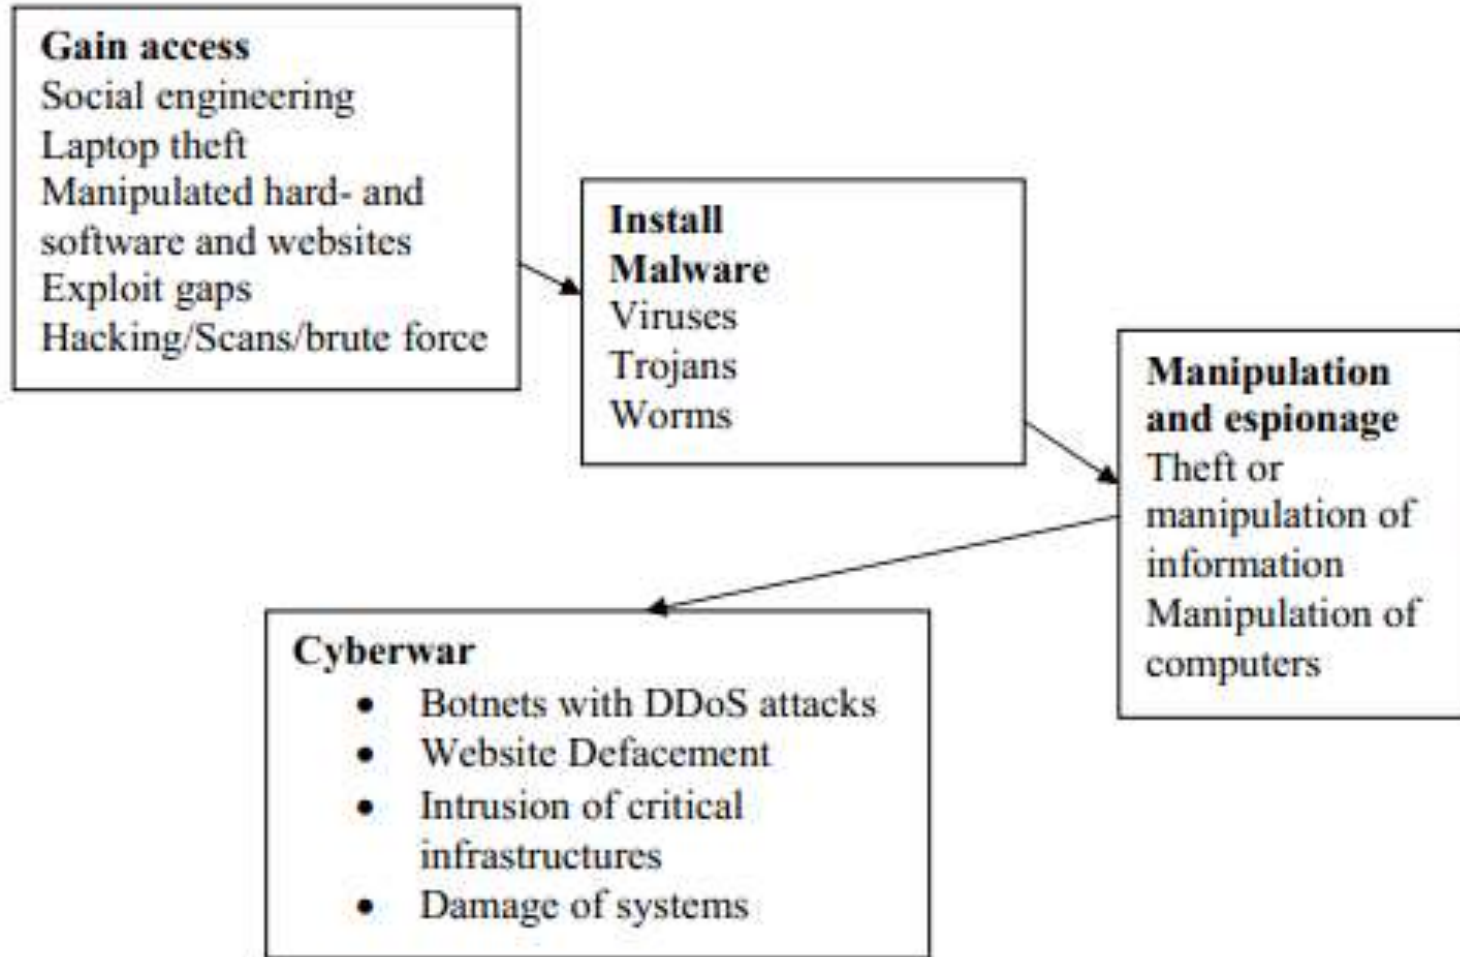 Gain access
Social engineering
Laptop theft
Manipulated hard- and
software and websites
Exploit gaps
Hacking/Scans/brute force
Install
Malware
Viruses
Trojans
Worms
Manipulation
and espionage
Theft or
manipulation of
information
Manipulation of
computers
Cyberwar
• Botnets with DDoS attacks
• Website Defacement
• Intrusion of critical
infrastructures
• Damage of systems